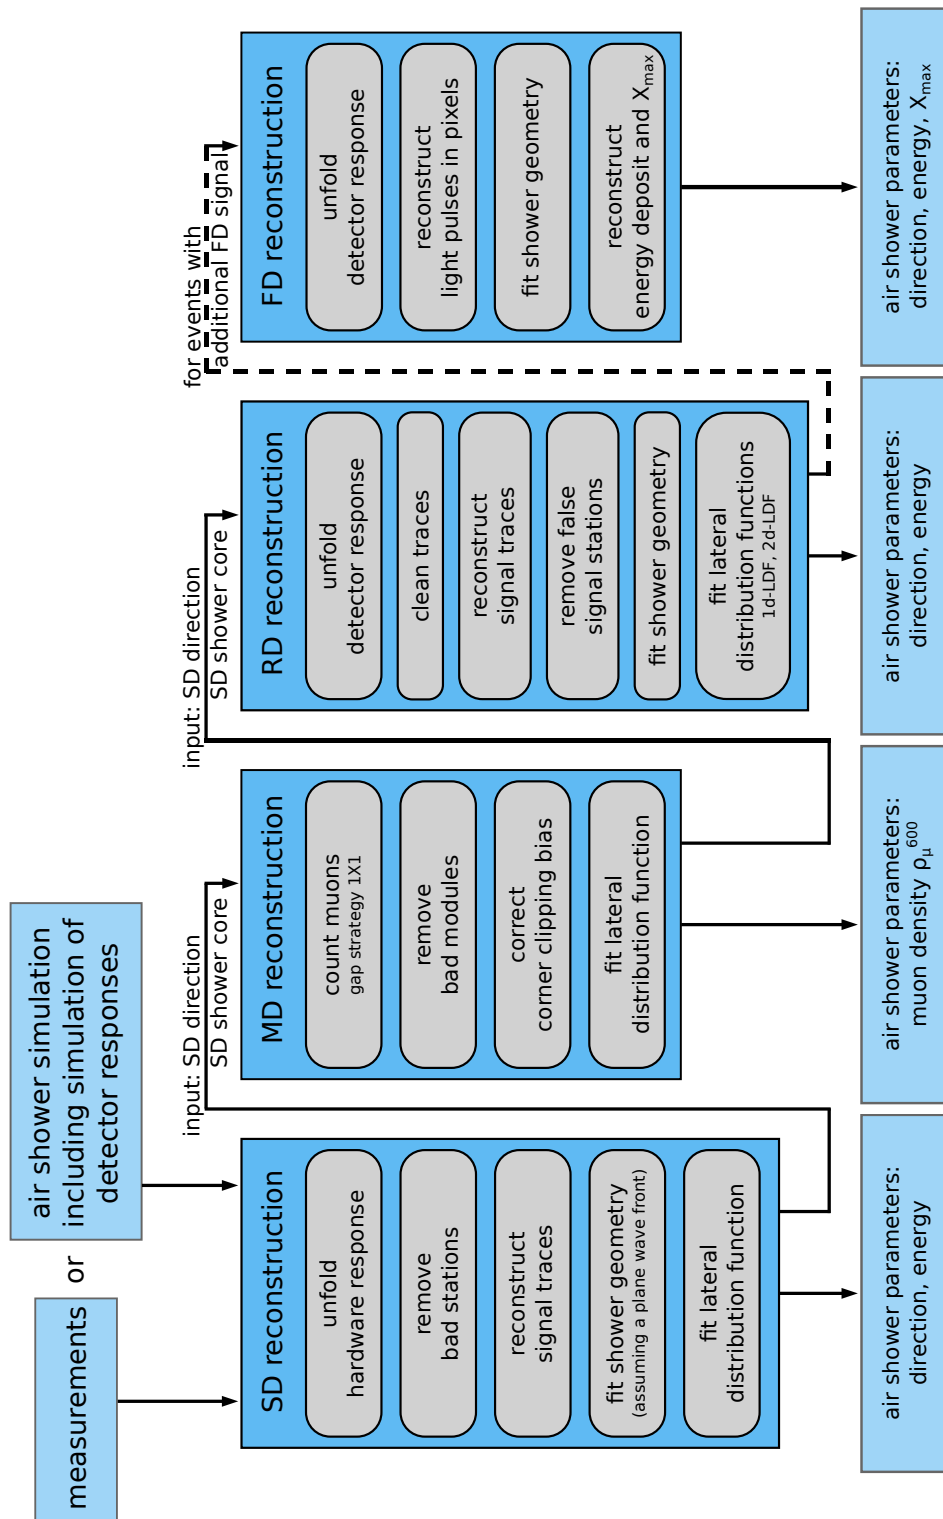 measurements
or
air shower simulation
including simulation of
detector responses
SD reconstruction
unfold
hardware response
remove
bad stations
reconstruct
signal traces
fit shower geometry
(assuming a plane wave front)
fit lateral
distribution function
air shower parameters:
direction, energy
input: SD direction
SD shower core
MD reconstruction
count muons
gap strategy 1X1
remove
bad modules
correct
corner clipping bias
fit lateral
distribution function
air shower parameters:
muon density ρμ600
input: SD direction
SD shower core
RD reconstruction
unfold
detector response
clean traces
reconstruct
signal traces
remove false
signal stations
fit shower geometry
fit lateral
distribution functions
1d-LDF, 2d-LDF
air shower parameters:
direction, energy
for events with
additional FD signal
FD reconstruction
unfold
detector response
reconstruct
light pulses in pixels
fit shower geometry
reconstruct
energy deposit and Xmax
air shower parameters:
direction, energy, Xmax